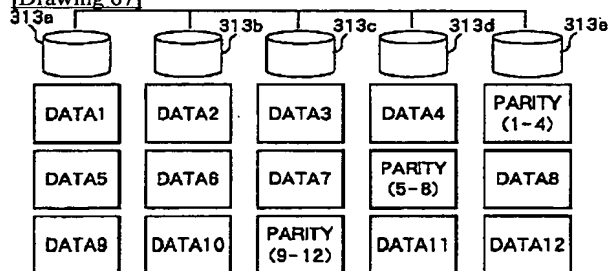 [Drawing 67]
313a 313b 313c 313d 313e
DATA1 DATA2 DATA3 DATA4 PARITY (1-4)
DATA5 DATA6 DATA7 PARITY (5-8) DATA8
DATA9 DATA10 PARITY (9-12) DATA11 DATA12